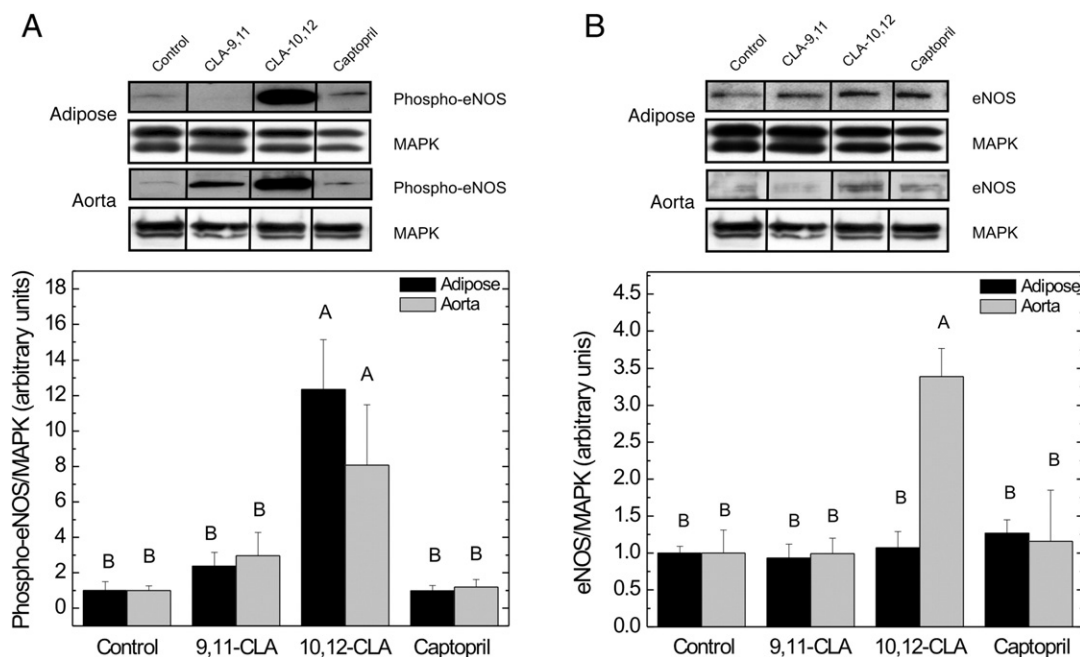 A
Control CLA-9,11 CLA-10,12 Captopril
Adipose
Phospho-eNOS
MAPK
Aorta
Phospho-eNOS
MAPK
Phospho-eNOS/MAPK (arbitrary units)
18
16
14
12
10
8
6
4
2
0
Adipose
Aorta
B B B B A A B B
Control 9,11-CLA 10,12-CLA Captopril
B
Control CLA-9,11 CLA-10,12 Captopril
Adipose
eNOS
MAPK
Aorta
eNOS
MAPK
eNOS/MAPK (arbitrary unis)
4.5
4.0
3.5
3.0
2.5
2.0
1.5
1.0
0.5
0.0
Adipose
Aorta
B B B B B A B B
Control 9,11-CLA 10,12-CLA Captopril